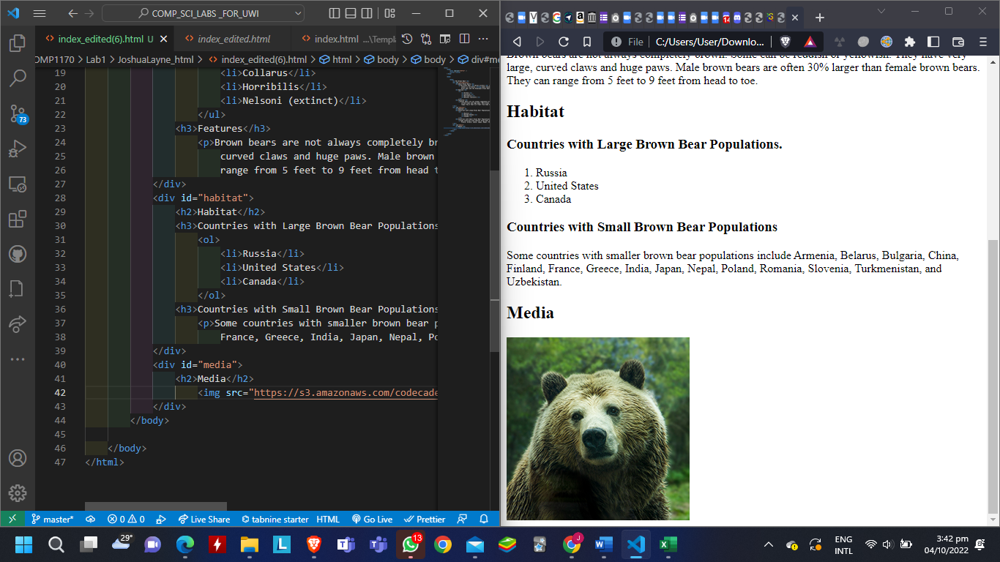 COMP_SCI_LABS _FOR_UWI
index_edited(6).html U
index_edited.html
index.html ...\Templa
OMP1170 > Lab1 > JoshuaLayne_html > index_edited(6).html > html > body > body > div#me
19 <li>Collarus</li>
20 <li>Horribilis</li>
21 <li>Nelsoni (extinct)</li>
22 </ul>
23 <h3>Features</h3>
24 <p>Brown bears are not always completely br
25 curved claws and huge paws. Male brown
26 range from 5 feet to 9 feet from head t
27 </div>
28 <div id="habitat">
29 <h2>Habitat</h2>
30 <h3>Countries with Large Brown Bear Populations
31 <ol>
32 <li>Russia</li>
33 <li>United States</li>
34 <li>Canada</li>
35 </ol>
36 <h3>Countries with Small Brown Bear Populations
37 <p>Some countries with smaller brown bear p
38 France, Greece, India, Japan, Nepal, Po
39 </div>
40 <div id="media">
41 <h2>Media</h2>
42 <img src="https://s3.amazonaws.com/codecade
43 </div>
44 </body>
45
46 </body>
47 </html>
73
master* 0 0 Live Share tabnine starter HTML Go Live Prettier
File C:/Users/User/Downlo...
Brown bears are not always completely brown. Some can be reddish or yellowish. They have very
large, curved claws and huge paws. Male brown bears are often 30% larger than female brown bears.
They can range from 5 feet to 9 feet from head to toe.
Habitat
Countries with Large Brown Bear Populations.
1. Russia
2. United States
3. Canada
Countries with Small Brown Bear Populations
Some countries with smaller brown bear populations include Armenia, Belarus, Bulgaria, China,
Finland, France, Greece, India, Japan, Nepal, Poland, Romania, Slovenia, Turkmenistan, and
Uzbekistan.
Media
29°
13
ENG
INTL
3:42 pm
04/10/2022